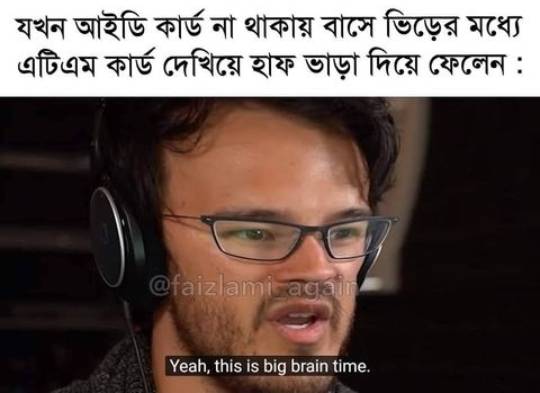 যখন আইডি কার্ড না থাকায় বাসে ভিড়ের মধ্যে
এটিএম কার্ড দেখিয়ে হাফ ভাড়া দিয়ে ফেলেন :
@faizlami_again
Yeah, this is big brain time.